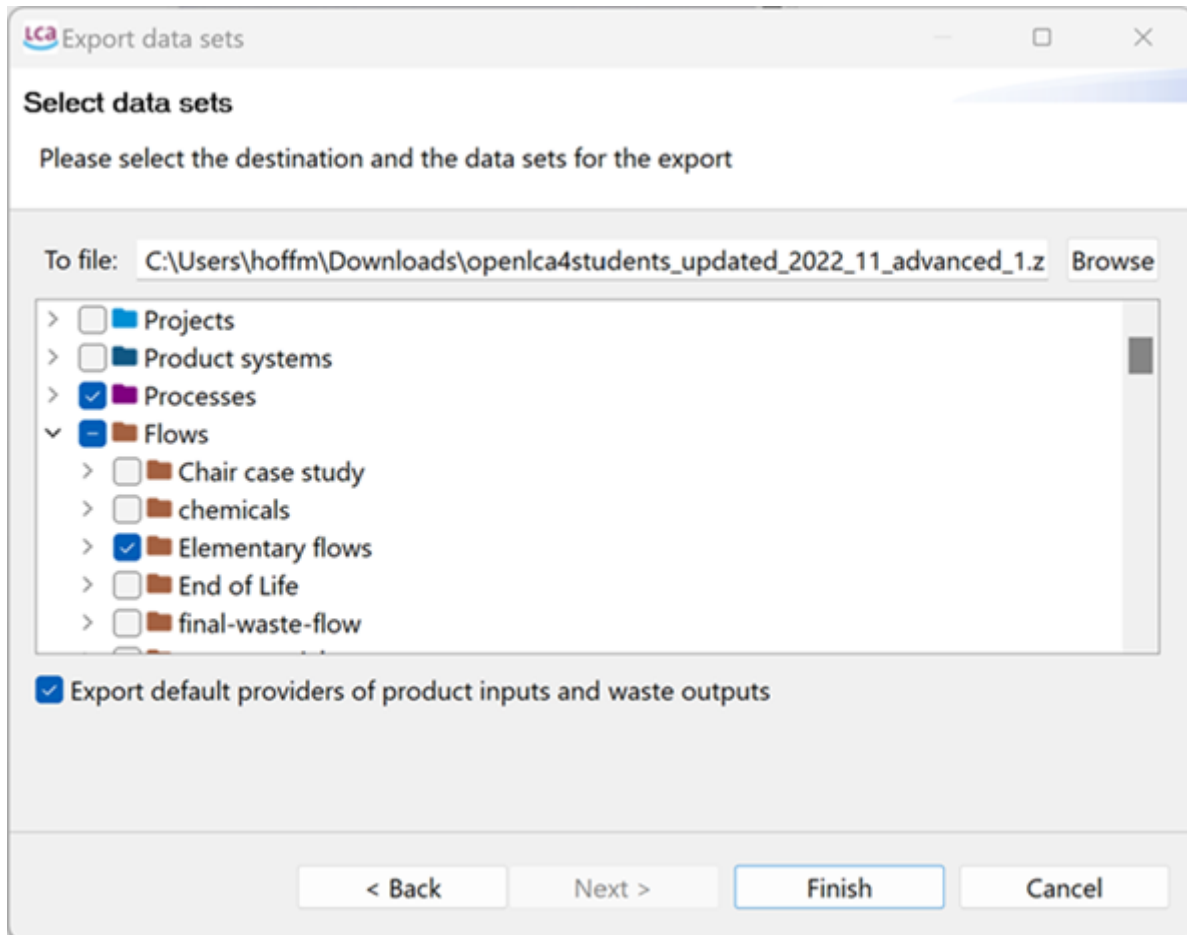 LCa Export data sets
Select data sets
Please select the destination and the data sets for the export
To file: C:\Users\hoffm\Downloads\openlca4students_updated_2022_11_advanced_1.z Browse
Projects
Product systems
Processes
Flows
Chair case study
chemicals
Elementary flows
End of Life
final-waste-flow
Export default providers of product inputs and waste outputs
< Back Next > Finish Cancel